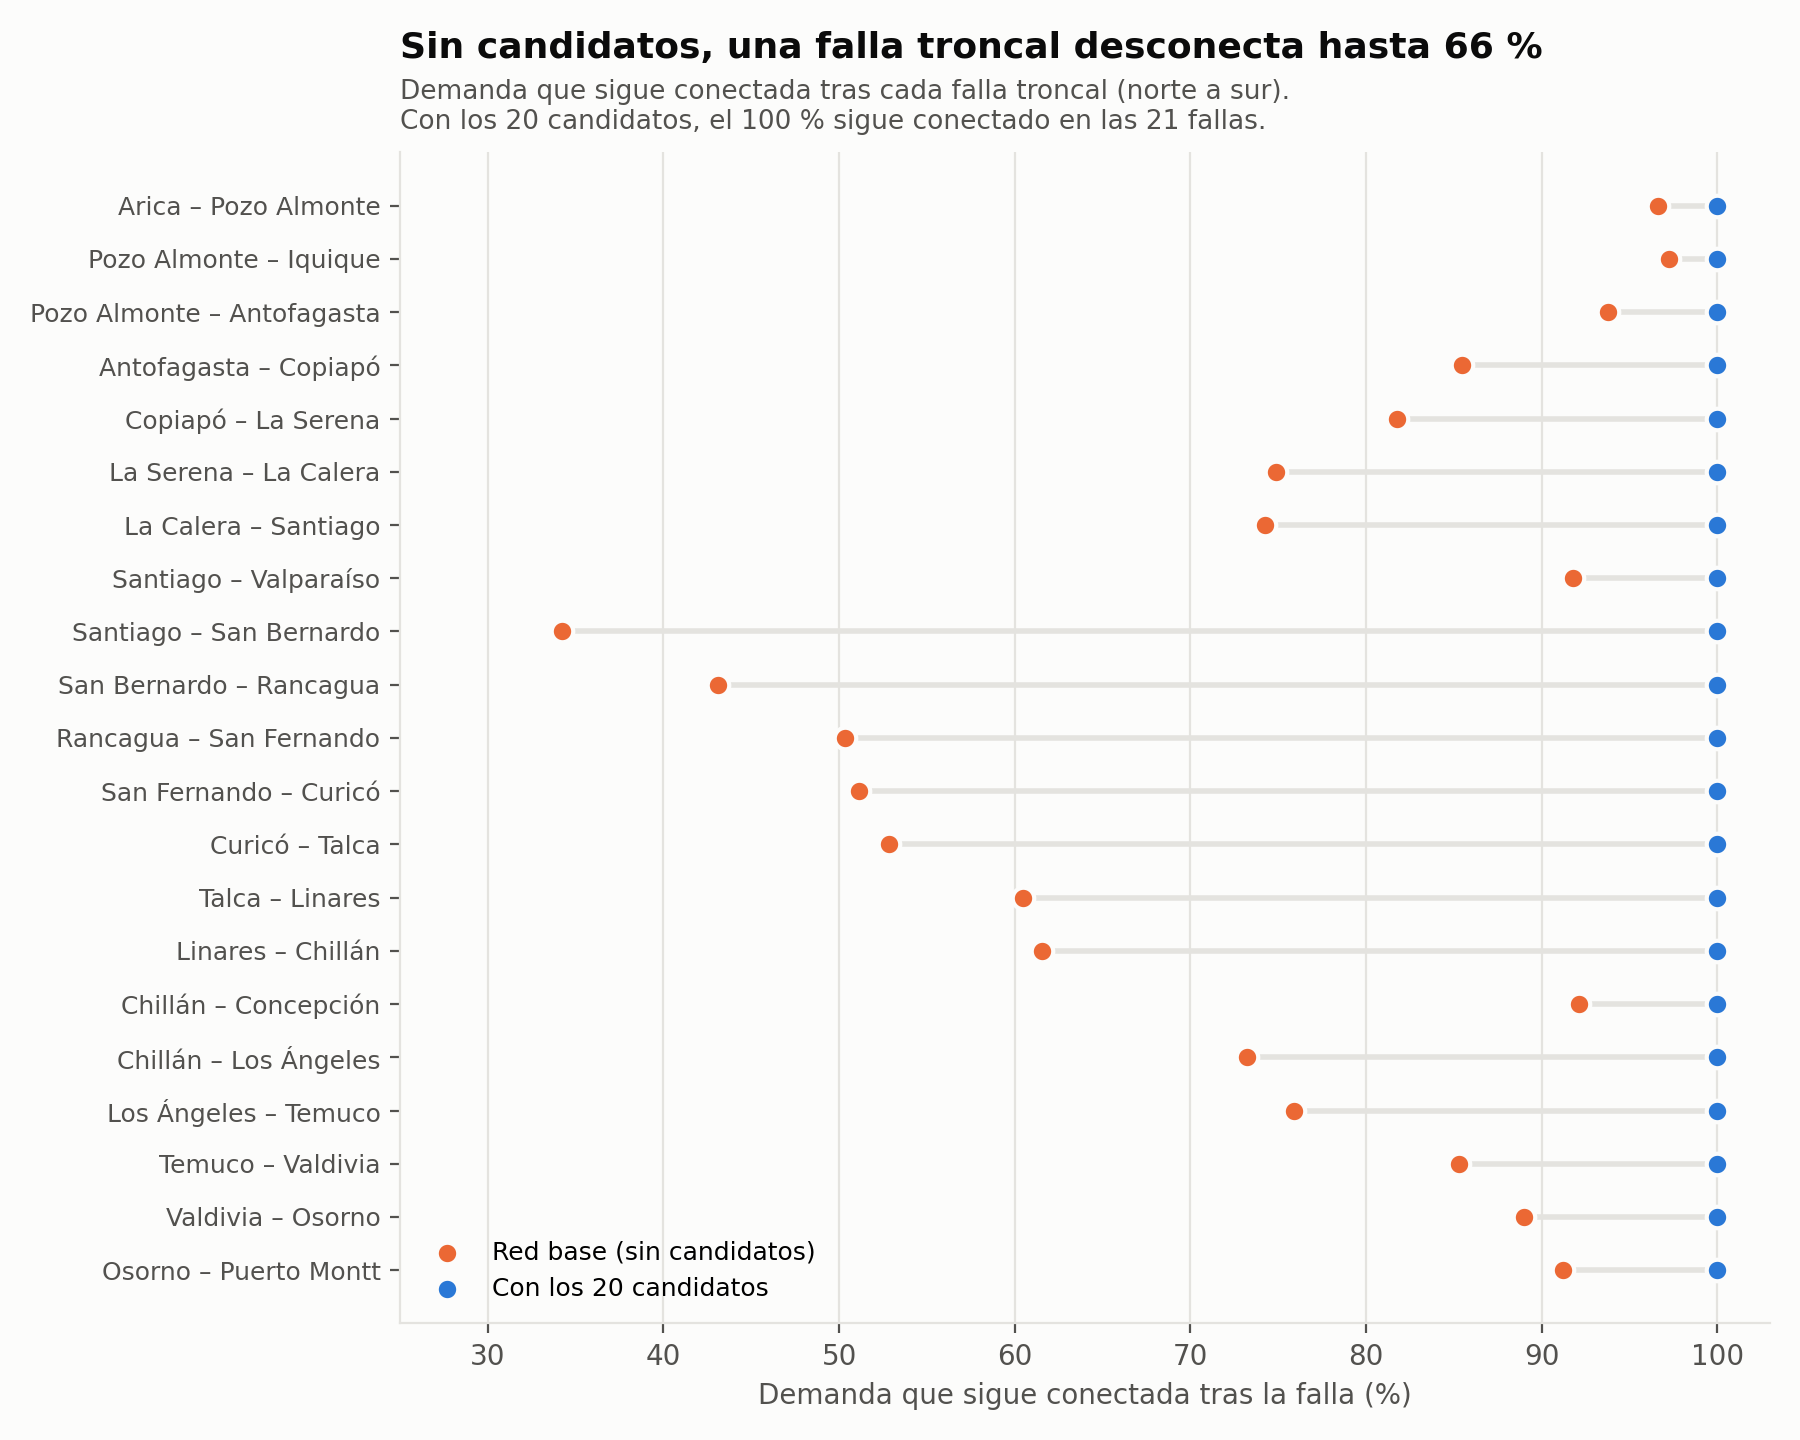 Sin candidatos, una falla troncal desconecta hasta 66 %
Demanda que sigue conectada tras cada falla troncal (norte a sur).
Con los 20 candidatos, el 100 % sigue conectado en las 21 fallas.
Arica – Pozo Almonte
Pozo Almonte – Iquique
Pozo Almonte – Antofagasta
Antofagasta – Copiapó
Copiapó – La Serena
La Serena – La Calera
La Calera – Santiago
Santiago – Valparaíso
Santiago – San Bernardo
San Bernardo – Rancagua
Rancagua – San Fernando
San Fernando – Curicó
Curicó – Talca
Talca – Linares
Linares – Chillán
Chillán – Concepción
Chillán – Los Ángeles
Los Ángeles – Temuco
Temuco – Valdivia
Valdivia – Osorno
Osorno – Puerto Montt
Red base (sin candidatos)
Con los 20 candidatos
30 40 50 60 70 80 90 100
Demanda que sigue conectada tras la falla (%)